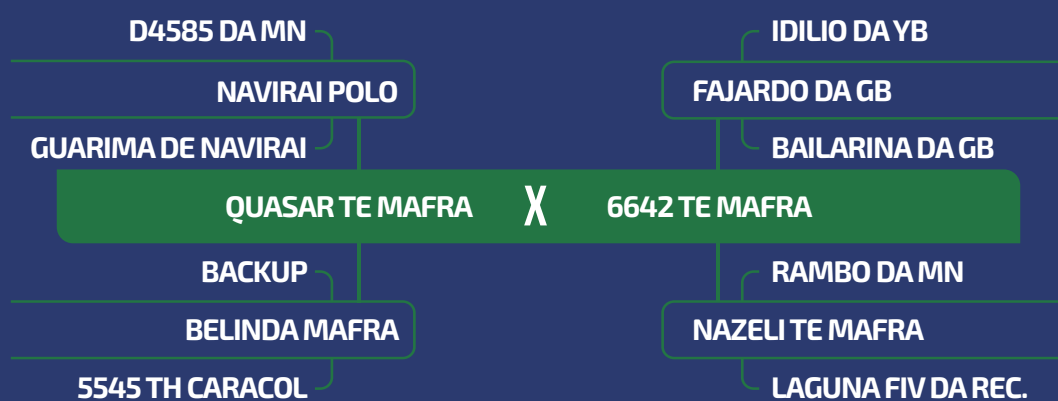 D4585 DA MN
IDILIO DA YB
NAVIRAI POLO
FAJARDO DA GB
GUARIMA DE NAVIRAI
BAILARINA DA GB
QUASAR TE MAFRA X 6642 TE MAFRA
BACKUP
RAMBO DA MN
BELINDA MAFRA
NAZELI TE MAFRA
5545 TH CARACOL
LAGUNA FIV DA REC.